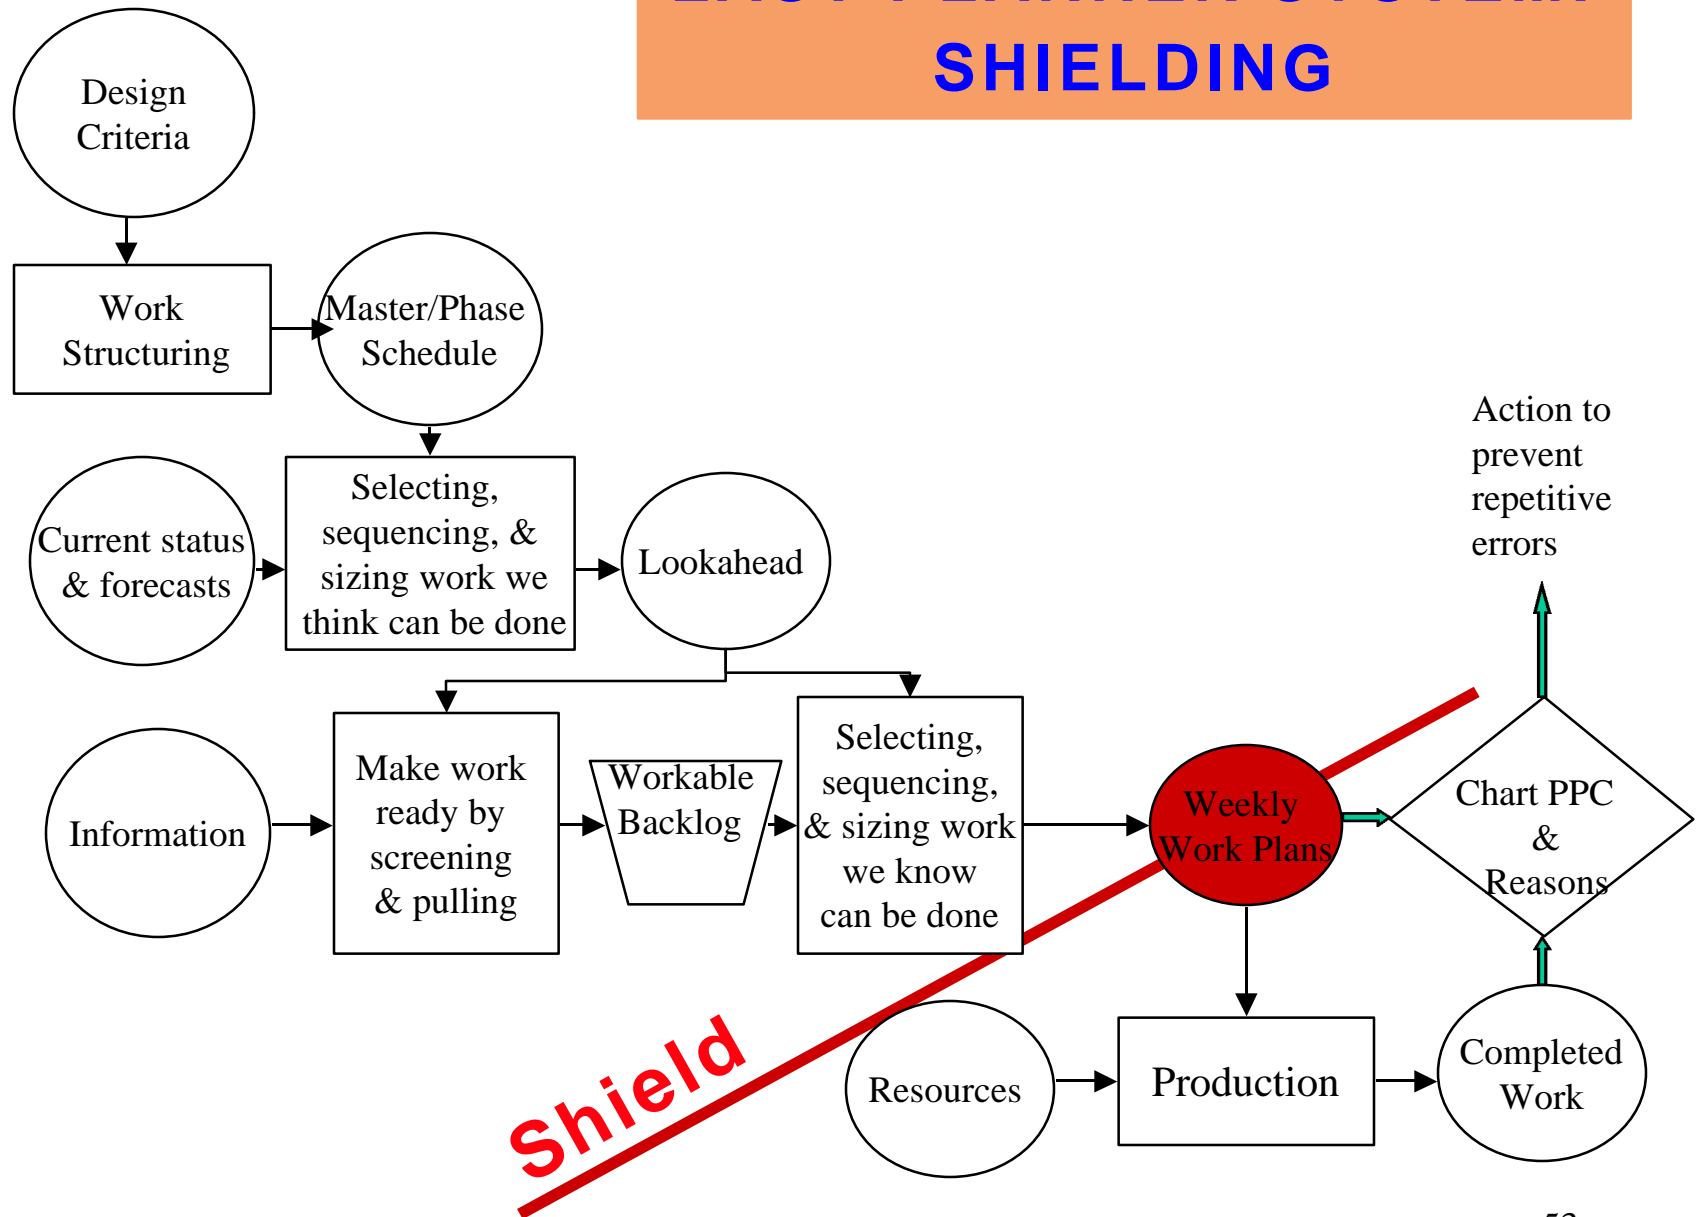 SHIELDING
Design
Criteria
Work
Structuring
Master/Phase
Schedule
Current status
& forecasts
Selecting,
sequencing, &
sizing work we
think can be done
Lookahead
Action to
prevent
repetitive
errors
Information
Make work
ready by
screening
& pulling
Workable
Backlog
Selecting,
sequencing,
& sizing work
we know
can be done
Weekly
Work Plans
Chart PPC
&
Reasons
Shield
Resources
Production
Completed
Work